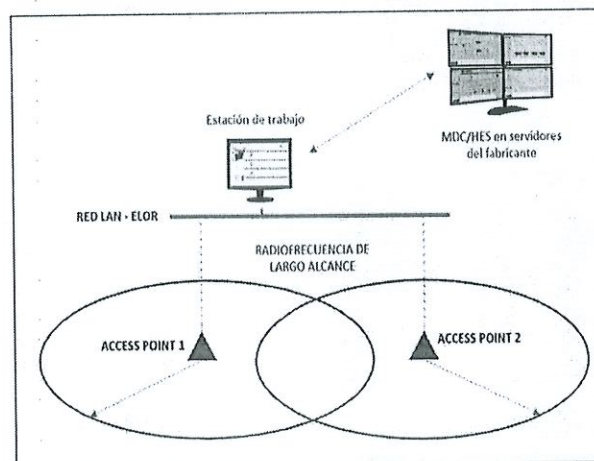 Estación de trabajo
MDC/HES en servidores
del fabricante
RED LAN - ELOR
RADIOFRECUENCIA DE
LARGO ALCANCE
ACCESS POINT 1
ACCESS POINT 2